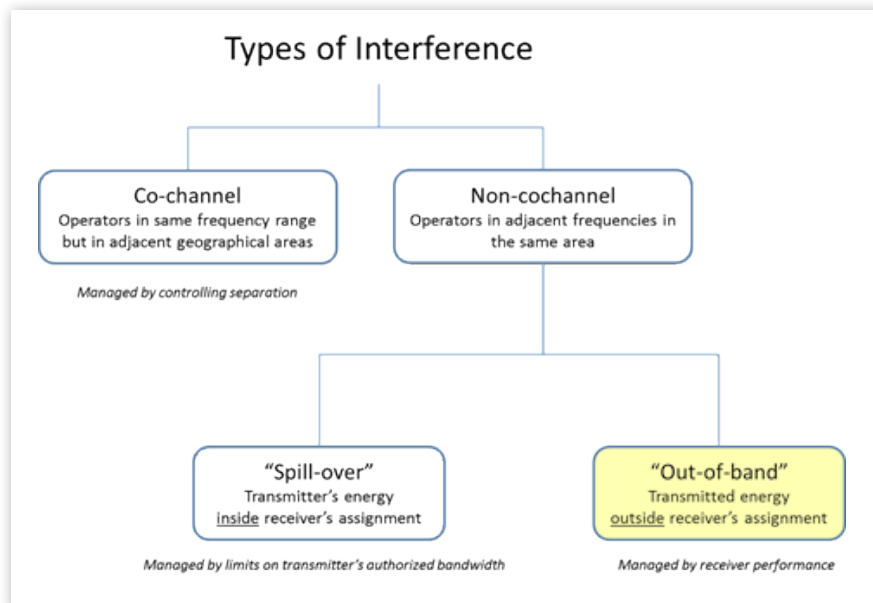 Types of Interference
Co-channel
Operators in same frequency range
but in adjacent geographical areas
Managed by controlling separation
Non-cochannel
Operators in adjacent frequencies in
the same area
“Spill-over”
Transmitter’s energy
inside receiver’s assignment
Managed by limits on transmitter’s authorized bandwidth
“Out-of-band”
Transmitted energy
outside receiver’s assignment
Managed by receiver performance